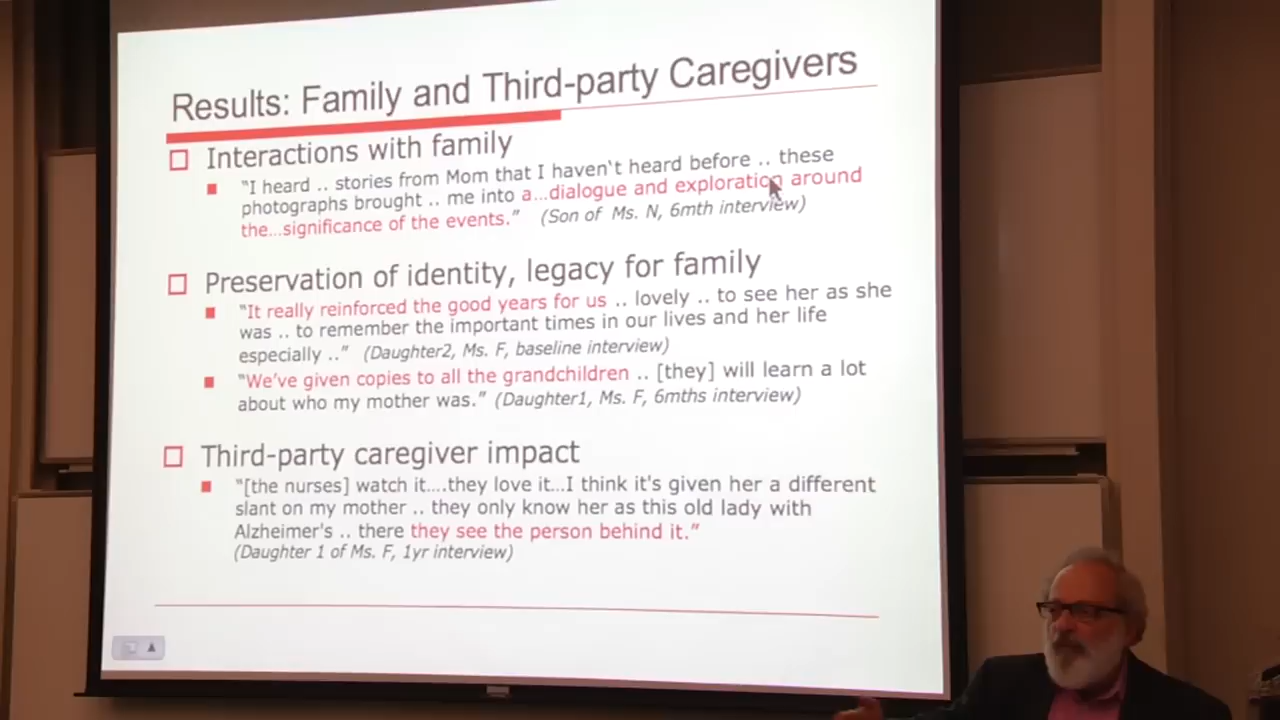 Results: Family and Third-party Caregivers
Interactions with family
"I heard .. stories from Mom that I haven't heard before .. these
photographs brought .. me into a...dialogue and exploration around
the...significance of the events." (Son of Ms. N, 6mth interview)
Preservation of identity, legacy for family
"It really reinforced the good years for us .. lovely .. to see her as she
was .. to remember the important times in our lives and her life
especially .." (Daughter2, Ms. F, baseline interview)
"We've given copies to all the grandchildren .. [they] will learn a lot
about who my mother was." (Daughter1, Ms. F, 6mths interview)
Third-party caregiver impact
"[the nurses] watch it....they love it...I think it's given her a different
slant on my mother .. they only know her as this old lady with
Alzheimer's .. there they see the person behind it."
(Daughter 1 of Ms. F, 1yr interview)